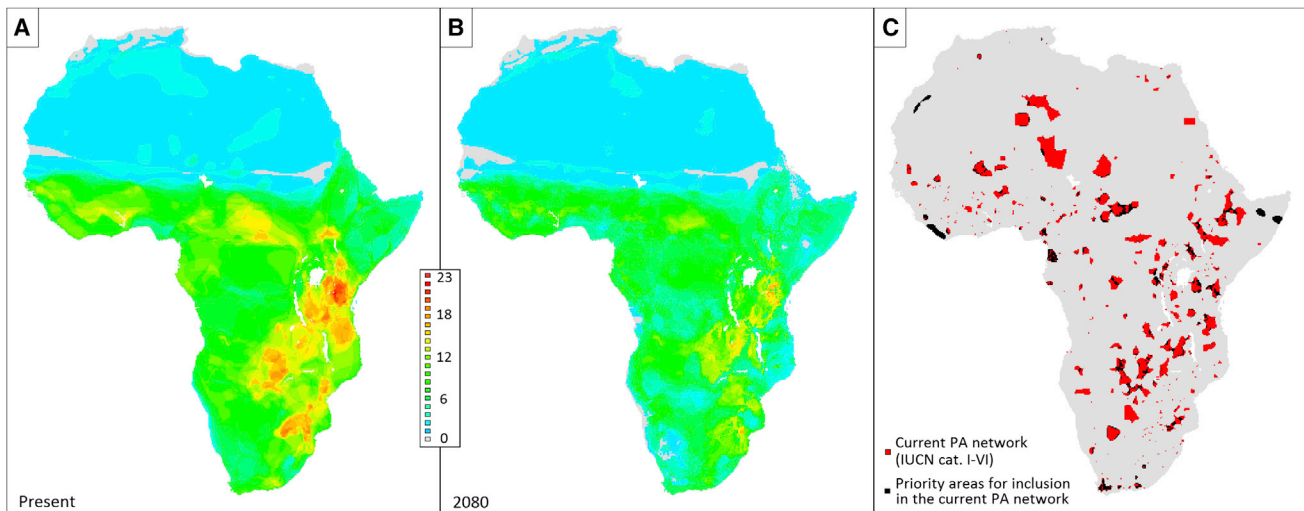 A
B
C
23
18
12
6
0
Present
2080
Current PA network
(IUCN cat. I-VI)
Priority areas for inclusion
in the current PA network